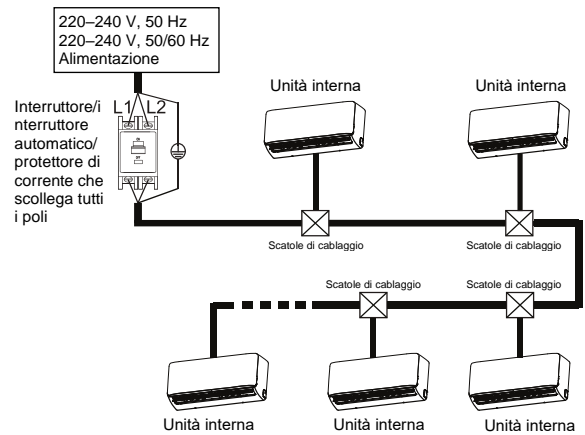 220–240 V, 50 Hz
220–240 V, 50/60 Hz
Alimentazione
Interruttore/i
nterruttore
automatico/
protettore di
corrente che
scollega tutti
i poli
L1
L2
ON
OFF
Unità interna
Unità interna
Scatole di cablaggio
Scatole di cablaggio
Scatole di cablaggio
Scatole di cablaggio
Unità interna
Unità interna
Unità interna